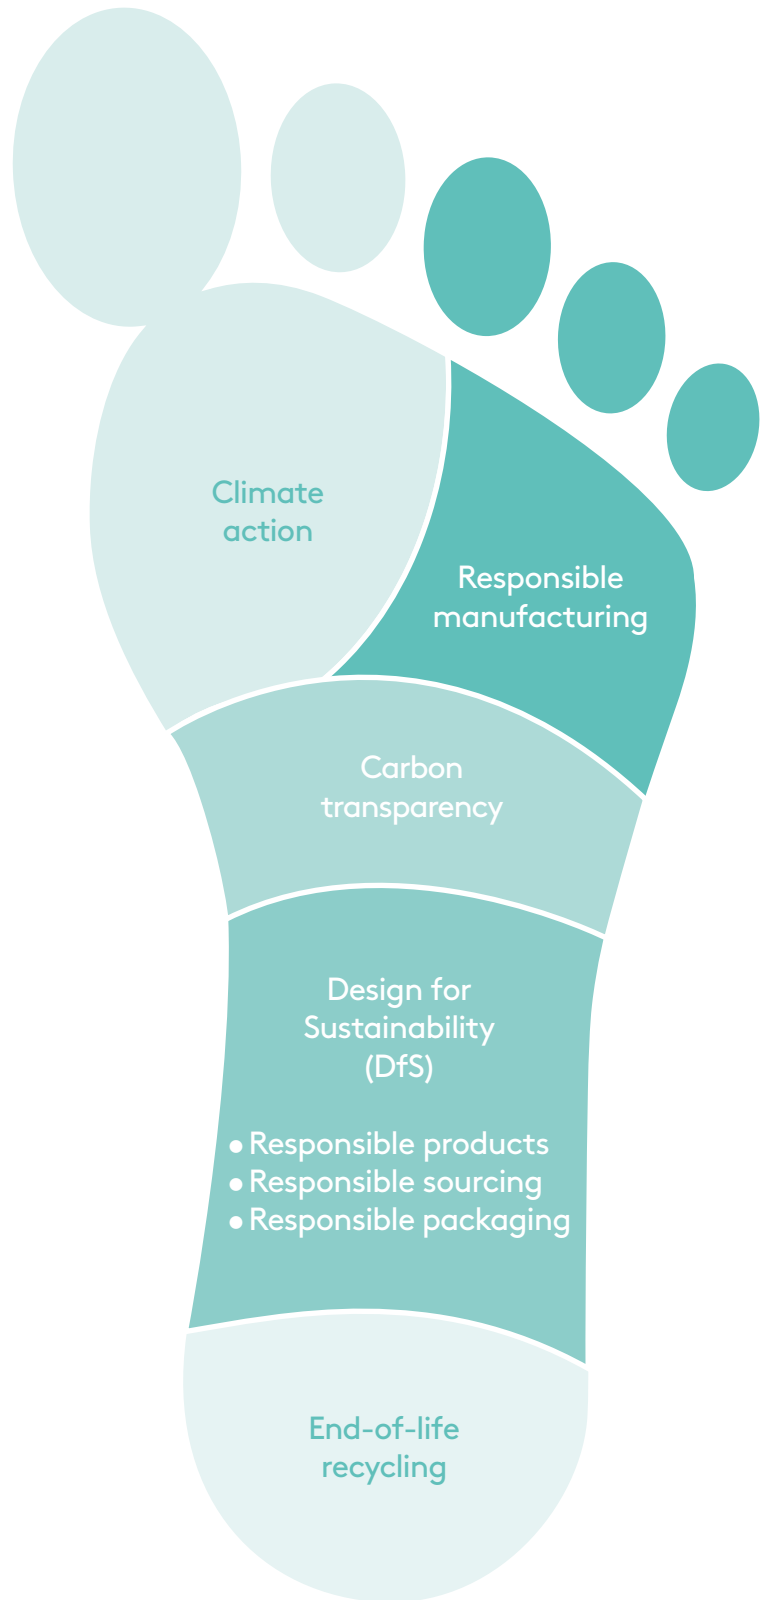 Climate
action
Responsible
manufacturing
Carbon
transparency
Design for
Sustainability
(DfS)
• Responsible products
• Responsible sourcing
• Responsible packaging
End-of-life
recycling